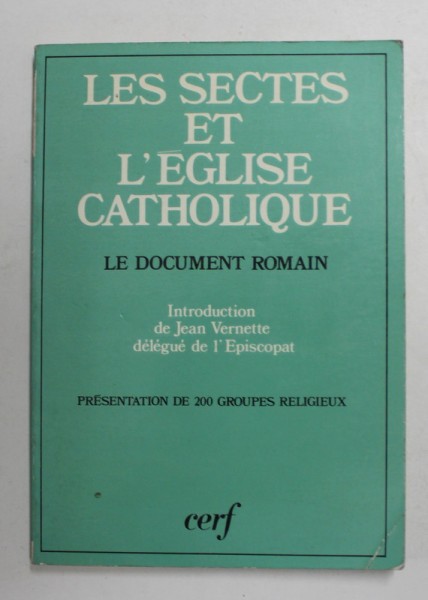 LES SECTES
ET
L'ÉGLISE
CATHOLIQUE
LE DOCUMENT ROMAIN
Introduction
de Jean Vernette
délégué de l'Episcopat
PRÉSENTATION DE 200 GROUPES RELIGIEUX
cerf